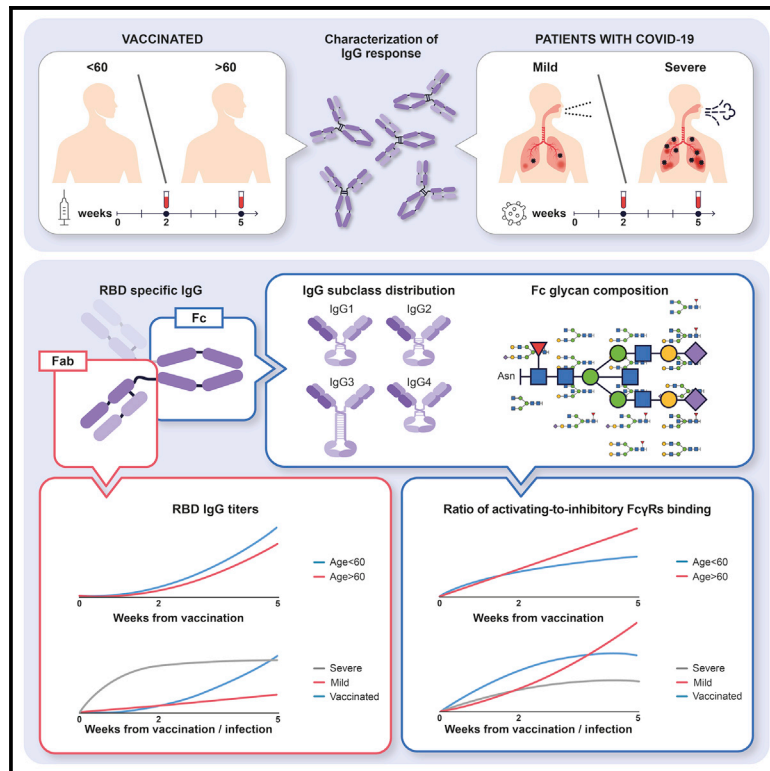 VACCINATED
<60
>60
weeks
0
2
5
Characterization of
IgG response
PATIENTS WITH COVID-19
Mild
Severe
weeks
0
2
5
RBD specific IgG
Fc
Fab
IgG subclass distribution
IgG1
IgG2
IgG3
IgG4
Fc glycan composition
Asn
RBD IgG titers
Age<60
Age>60
0
2
5
Weeks from vaccination
Severe
Mild
Vaccinated
0
2
5
Weeks from vaccination / infection
Ratio of activating-to-inhibitory FcγRs binding
Age<60
Age>60
0
2
5
Weeks from vaccination
Severe
Mild
Vaccinated
0
2
5
Weeks from vaccination / infection